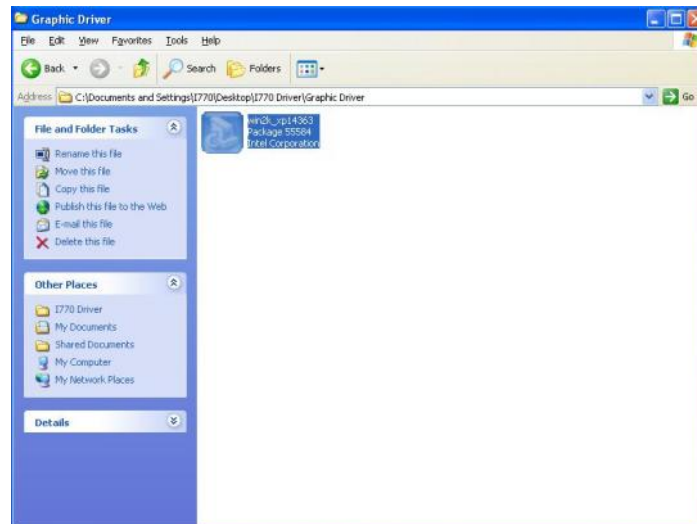 Graphic Driver
File Edit View Favorites Tools Help
Back Search Folders
Address C:\Documents and Settings\I770\Desktop\I770 Driver\Graphic Driver Go
File and Folder Tasks
Rename this file
Move this file
Copy this file
Publish this file to the Web
E-mail this file
Delete this file
Other Places
I770 Driver
My Documents
Shared Documents
My Computer
My Network Places
Details
win2k_xp14363
Package 55584
Intel Corporation